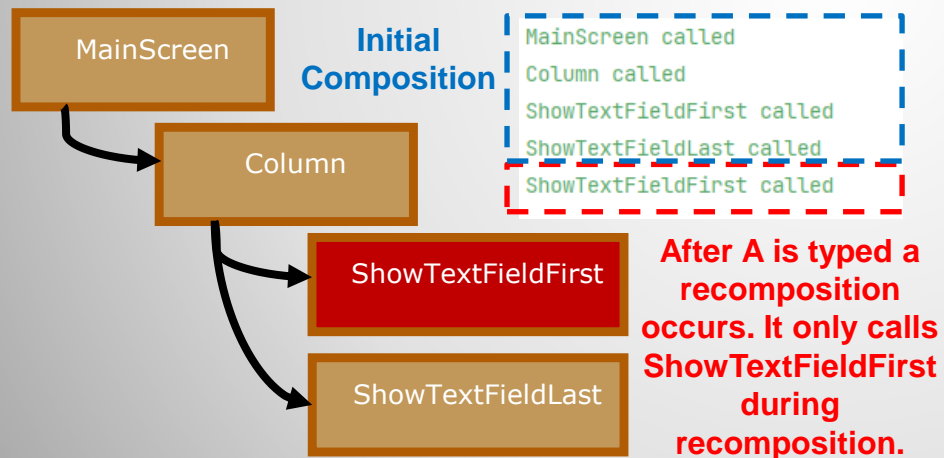 MainScreen
Initial
Composition
MainScreen called
Column called
ShowTextFieldFirst called
ShowTextFieldLast called
ShowTextFieldFirst called
Column
ShowTextFieldFirst
ShowTextFieldLast
After A is typed a
recomposition
occurs. It only calls
ShowTextFieldFirst
during
recomposition.